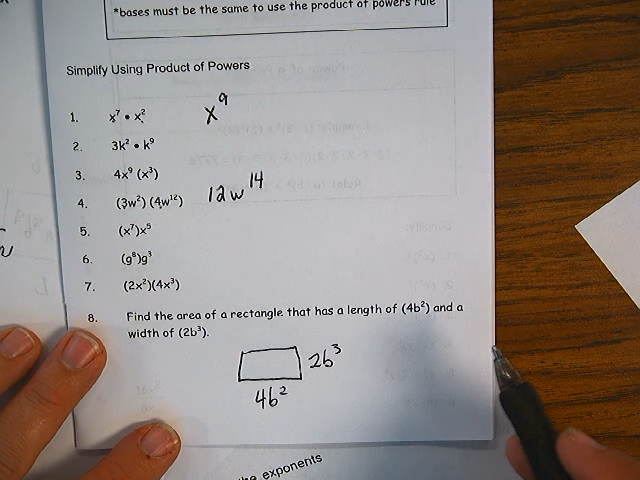 *bases must be the same to use the product of powers rule
Simplify Using Product of Powers
1. x⁷ • x² x⁹
2. 3k² • k⁹
3. 4x⁹ (x³)
4. (3w²) (4w¹²) 12w¹⁴
5. (x⁷)x⁵
6. (g⁸)g³
7. (2x²)(4x³)
8. Find the area of a rectangle that has a length of (4b²) and a
width of (2b³).
2b³
4b²
the exponents